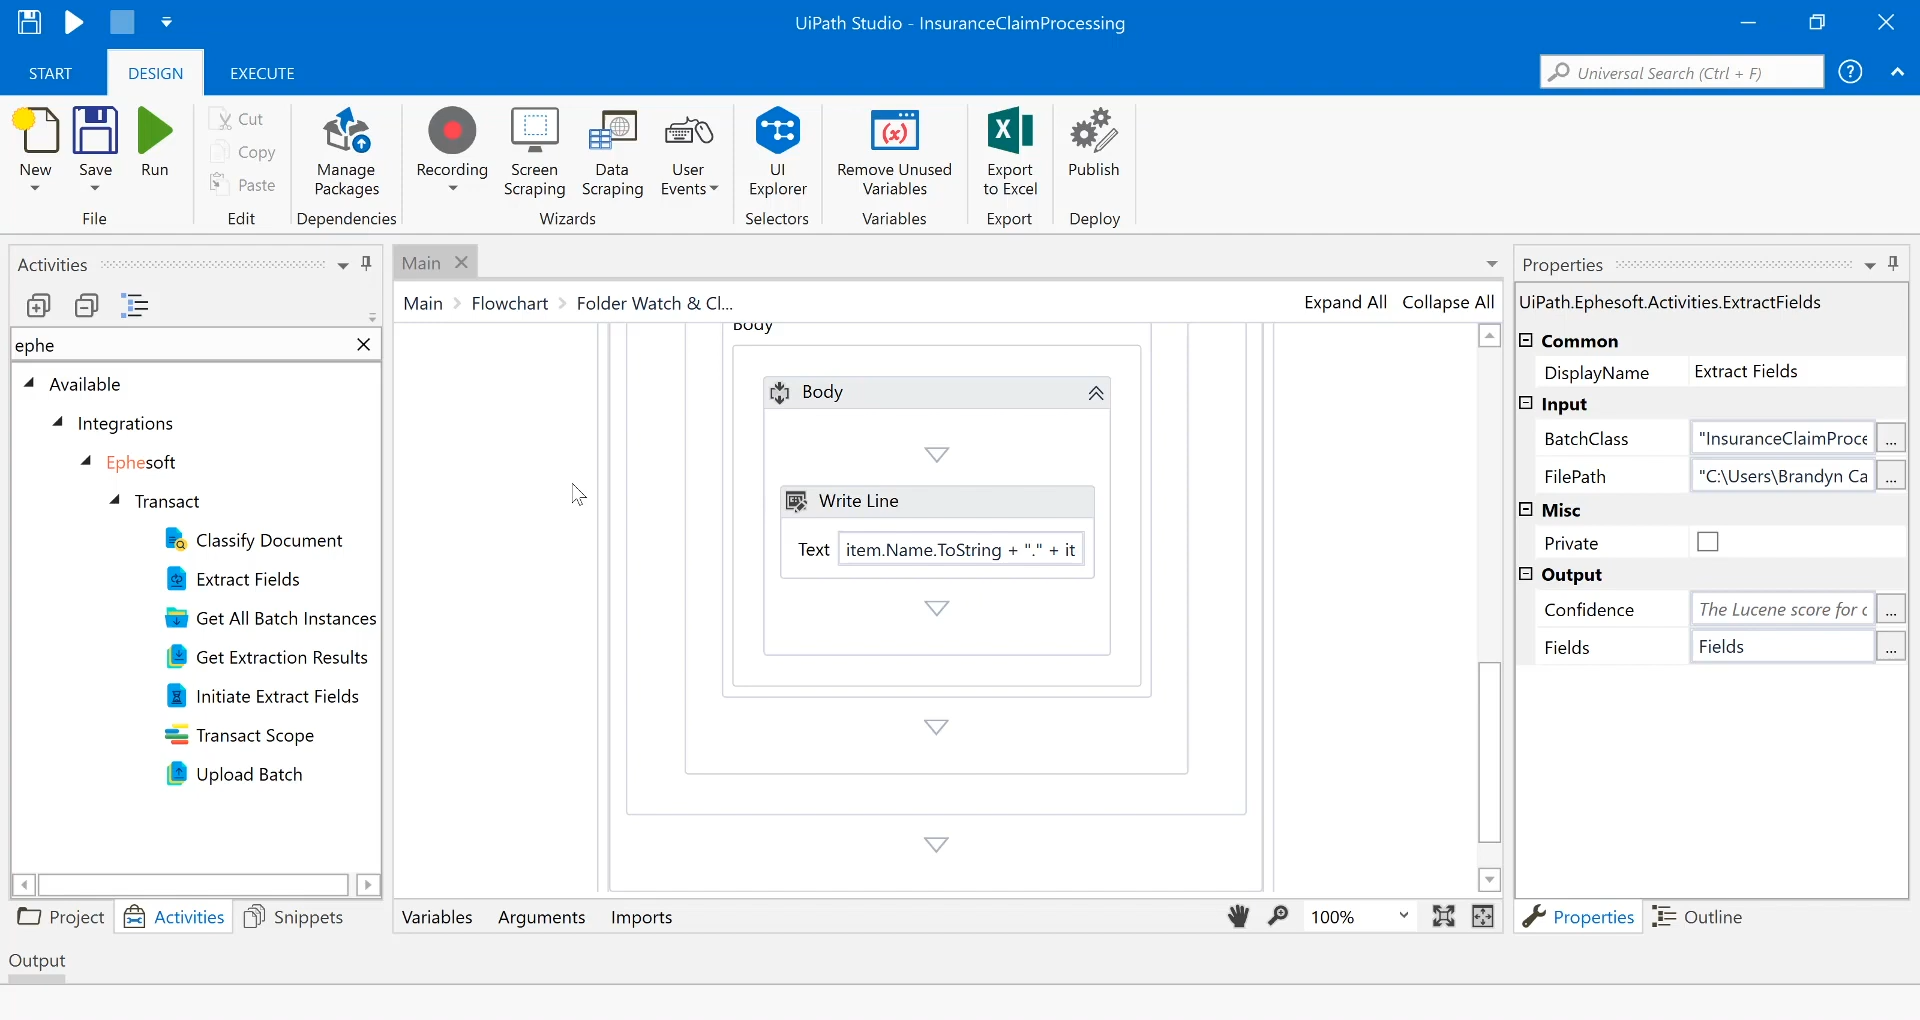 UiPath Studio - InsuranceClaimProcessing
START
DESIGN
EXECUTE
Universal Search (Ctrl + F)
New
Save
Run
Cut
Copy
Paste
Manage
Packages
Recording
Screen
Scraping
Data
Scraping
User
Events
UI
Explorer
Remove Unused
Variables
Export
to Excel
Publish
File
Edit
Dependencies
Wizards
Selectors
Variables
Export
Deploy
Activities
ephe
Available
Integrations
Ephesoft
Transact
Classify Document
Extract Fields
Get All Batch Instances
Get Extraction Results
Initiate Extract Fields
Transact Scope
Upload Batch
Project
Activities
Snippets
Main
Main > Flowchart > Folder Watch & Cl...
Expand All
Collapse All
Body
Body
Write Line
Text
item.Name.ToString + "." + it
Variables
Arguments
Imports
100%
Properties
UiPath.Ephesoft.Activities.ExtractFields
Common
DisplayName
Extract Fields
Input
BatchClass
"InsuranceClaimProce
...
FilePath
"C:\Users\Brandyn Ca
...
Misc
Private
Output
Confidence
The Lucene score for c
...
Fields
Fields
...
Properties
Outline
Output